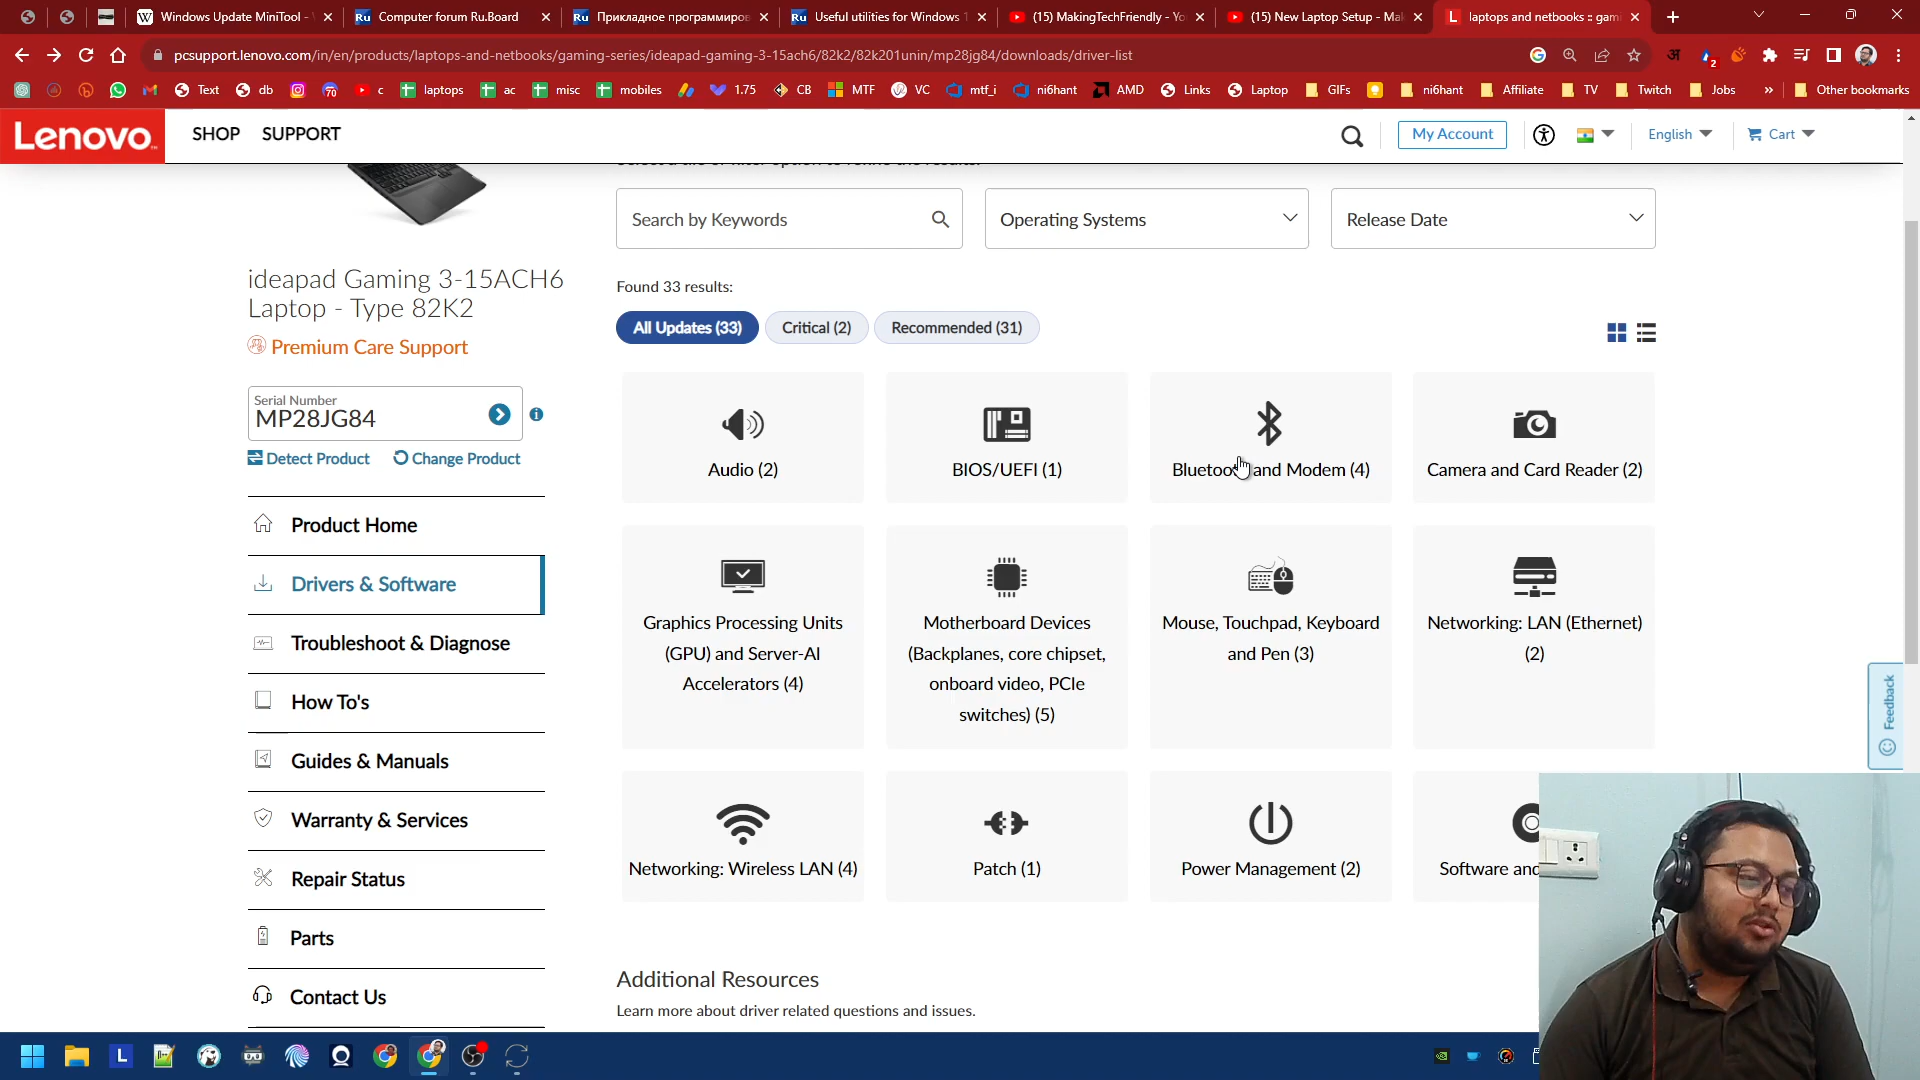 Windows Update MiniTool -
Computer forum Ru.Board
Прикладное программиров
Useful utilities for Windows
(15) MakingTechFriendly - Yo
(15) New Laptop Setup - Mak
laptops and netbooks :: gam
pcsupport.lenovo.com/in/en/products/laptops-and-netbooks/gaming-series/ideapad-gaming-3-15ach6/82k2/82k201unin/mp28jg84/downloads/driver-list
Text db 70 c laptops ac misc mobiles 1.75 CB MTF VC mtf_i ni6hant AMD Links Laptop GIFs ni6hant Affiliate TV Twitch Jobs » Other bookmarks
Lenovo
SHOP SUPPORT
My Account
English
Cart
Search by Keywords
Operating Systems
Release Date
ideapad Gaming 3-15ACH6
Laptop - Type 82K2
Premium Care Support
Serial Number
MP28JG84
Detect Product Change Product
Product Home
Drivers & Software
Troubleshoot & Diagnose
How To's
Guides & Manuals
Warranty & Services
Repair Status
Parts
Contact Us
Found 33 results:
All Updates (33) Critical (2) Recommended (31)
Audio (2)
BIOS/UEFI (1)
Bluetoo and Modem (4)
Camera and Card Reader (2)
Graphics Processing Units
(GPU) and Server-AI
Accelerators (4)
Motherboard Devices
(Backplanes, core chipset,
onboard video, PCIe
switches) (5)
Mouse, Touchpad, Keyboard
and Pen (3)
Networking: LAN (Ethernet)
(2)
Networking: Wireless LAN (4)
Patch (1)
Power Management (2)
Software and
Feedback
Additional Resources
Learn more about driver related questions and issues.